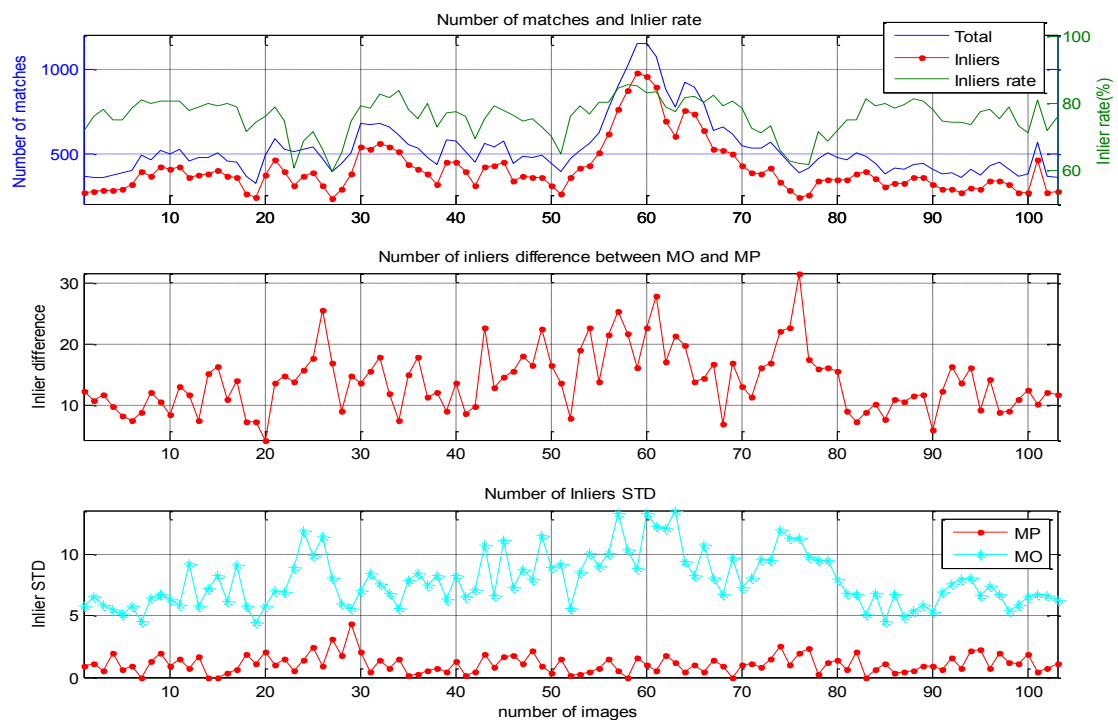 Number of matches and Inlier rate
Number of matches
1000
500
Total
Inliers
Inliers rate
100
80
60
Inlier rate(%)
10 20 30 40 50 60 70 80 90 100
Number of inliers difference between MO and MP
Inlier difference
30
20
10
10 20 30 40 50 60 70 80 90 100
Number of Inliers STD
Inlier STD
10
5
0
MP
MO
10 20 30 40 50 60 70 80 90 100
number of images